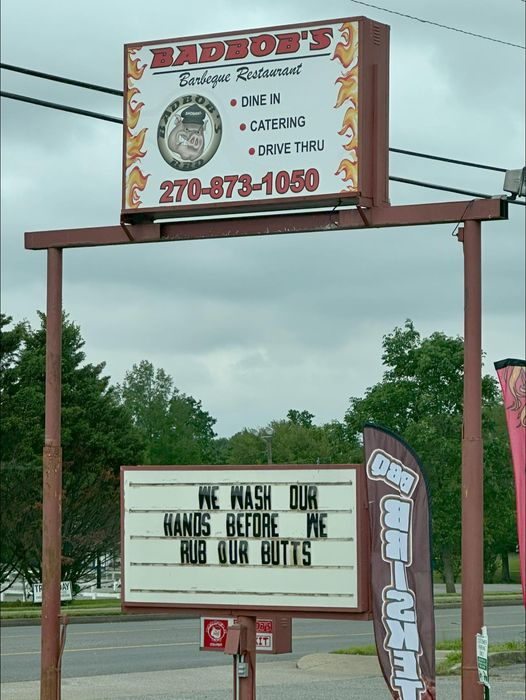 BADBOB'S
Barbeque Restaurant
BADBOB'S
BBQ
• DINE IN
• CATERING
• DRIVE THRU
270-873-1050
WE WASH OUR
HANDS BEFORE WE
RUB OUR BUTTS
BBQ
BRISKET